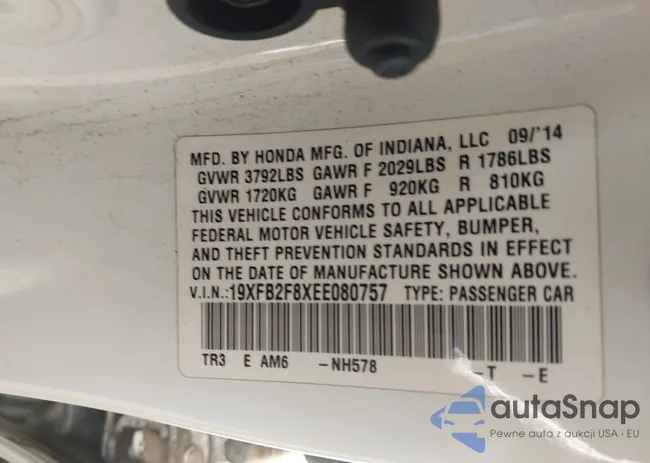 MFD. BY HONDA MFG. OF INDIANA, LLC 09/'14
GVWR 3792LBS GAWR F 2029LBS R 1786LBS
GVWR 1720KG GAWR F 920KG R 810KG
THIS VEHICLE CONFORMS TO ALL APPLICABLE
FEDERAL MOTOR VEHICLE SAFETY, BUMPER,
AND THEFT PREVENTION STANDARDS IN EFFECT
ON THE DATE OF MANUFACTURE SHOWN ABOVE.
V.I.N.:19XFB2F8XEE080757 TYPE: PASSENGER CAR
TR3 E AM6 -NH578 -T -E
autaSnap
Pewne auta z aukcji USA i EU